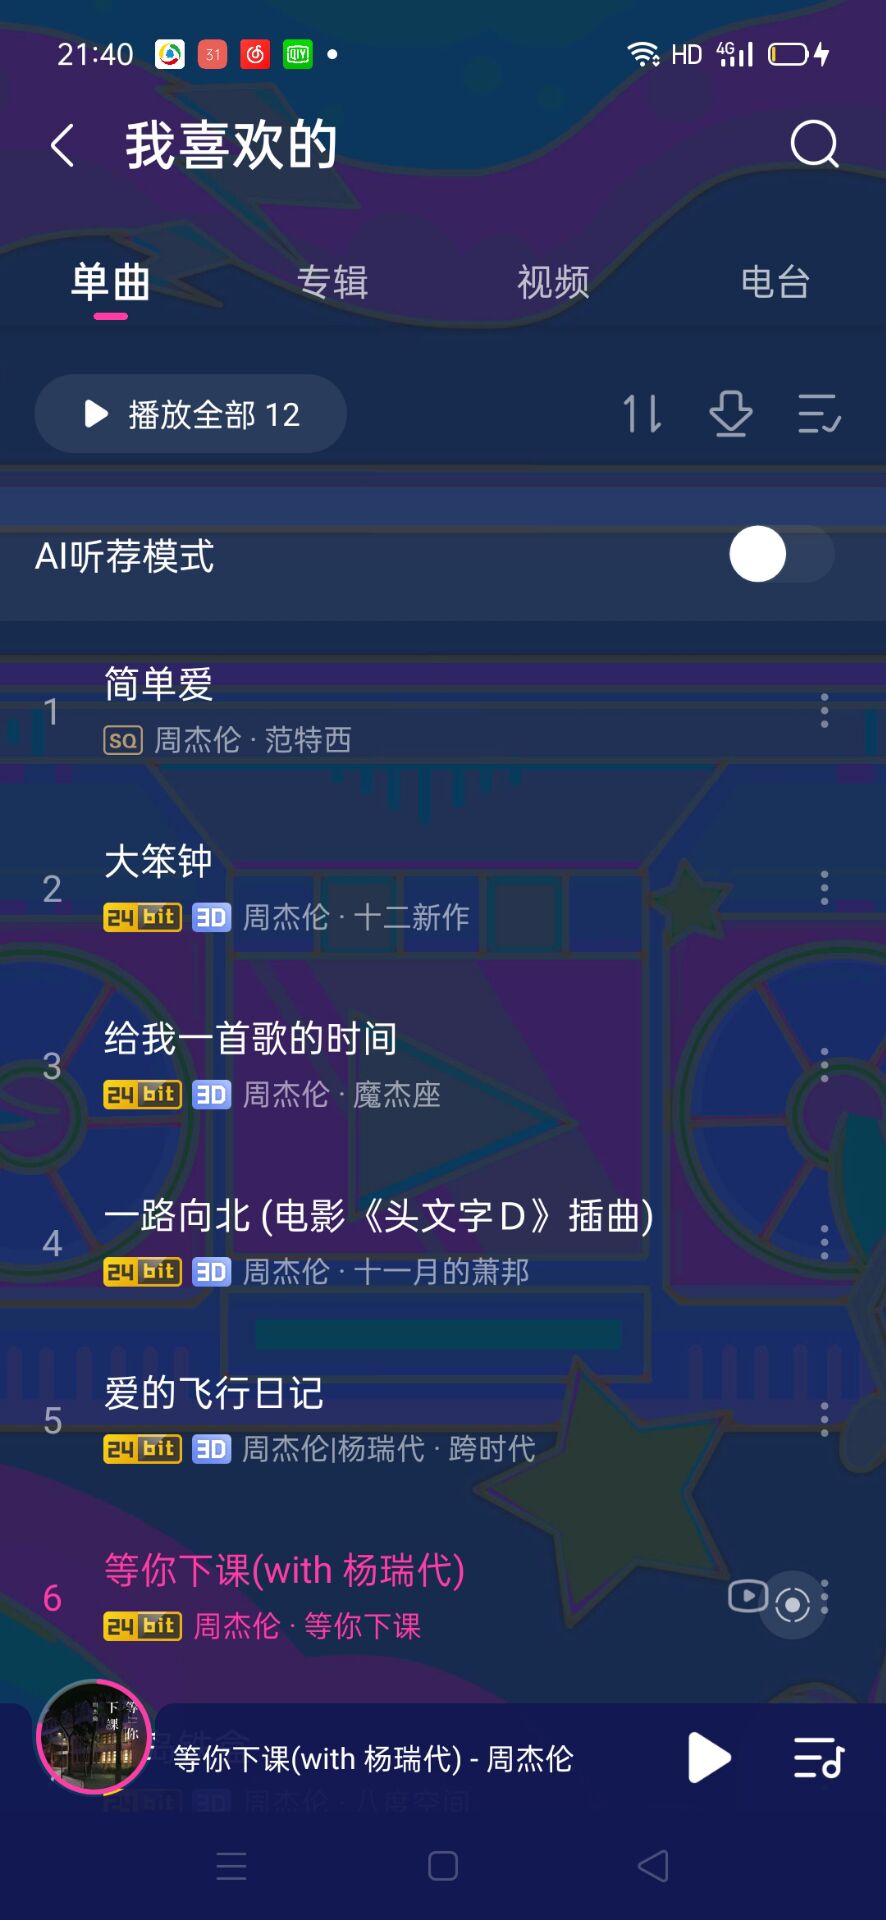 21:40 31 QIY HD 4G
我喜欢的
单曲 专辑 视频 电台
播放全部 12
AI听荐模式
1 简单爱
SQ 周杰伦 · 范特西
2 大笨钟
24 bit 3D 周杰伦 · 十二新作
3 给我一首歌的时间
24 bit 3D 周杰伦 · 魔杰座
4 一路向北 (电影《头文字Ｄ》插曲)
24 bit 3D 周杰伦 · 十一月的萧邦
5 爱的飞行日记
24 bit 3D 周杰伦|杨瑞代 · 跨时代
6 等你下课(with 杨瑞代)
24 bit 周杰伦 · 等你下课
等你下课(with 杨瑞代) - 周杰伦
24 bit 3D 周杰伦 · 八度空间